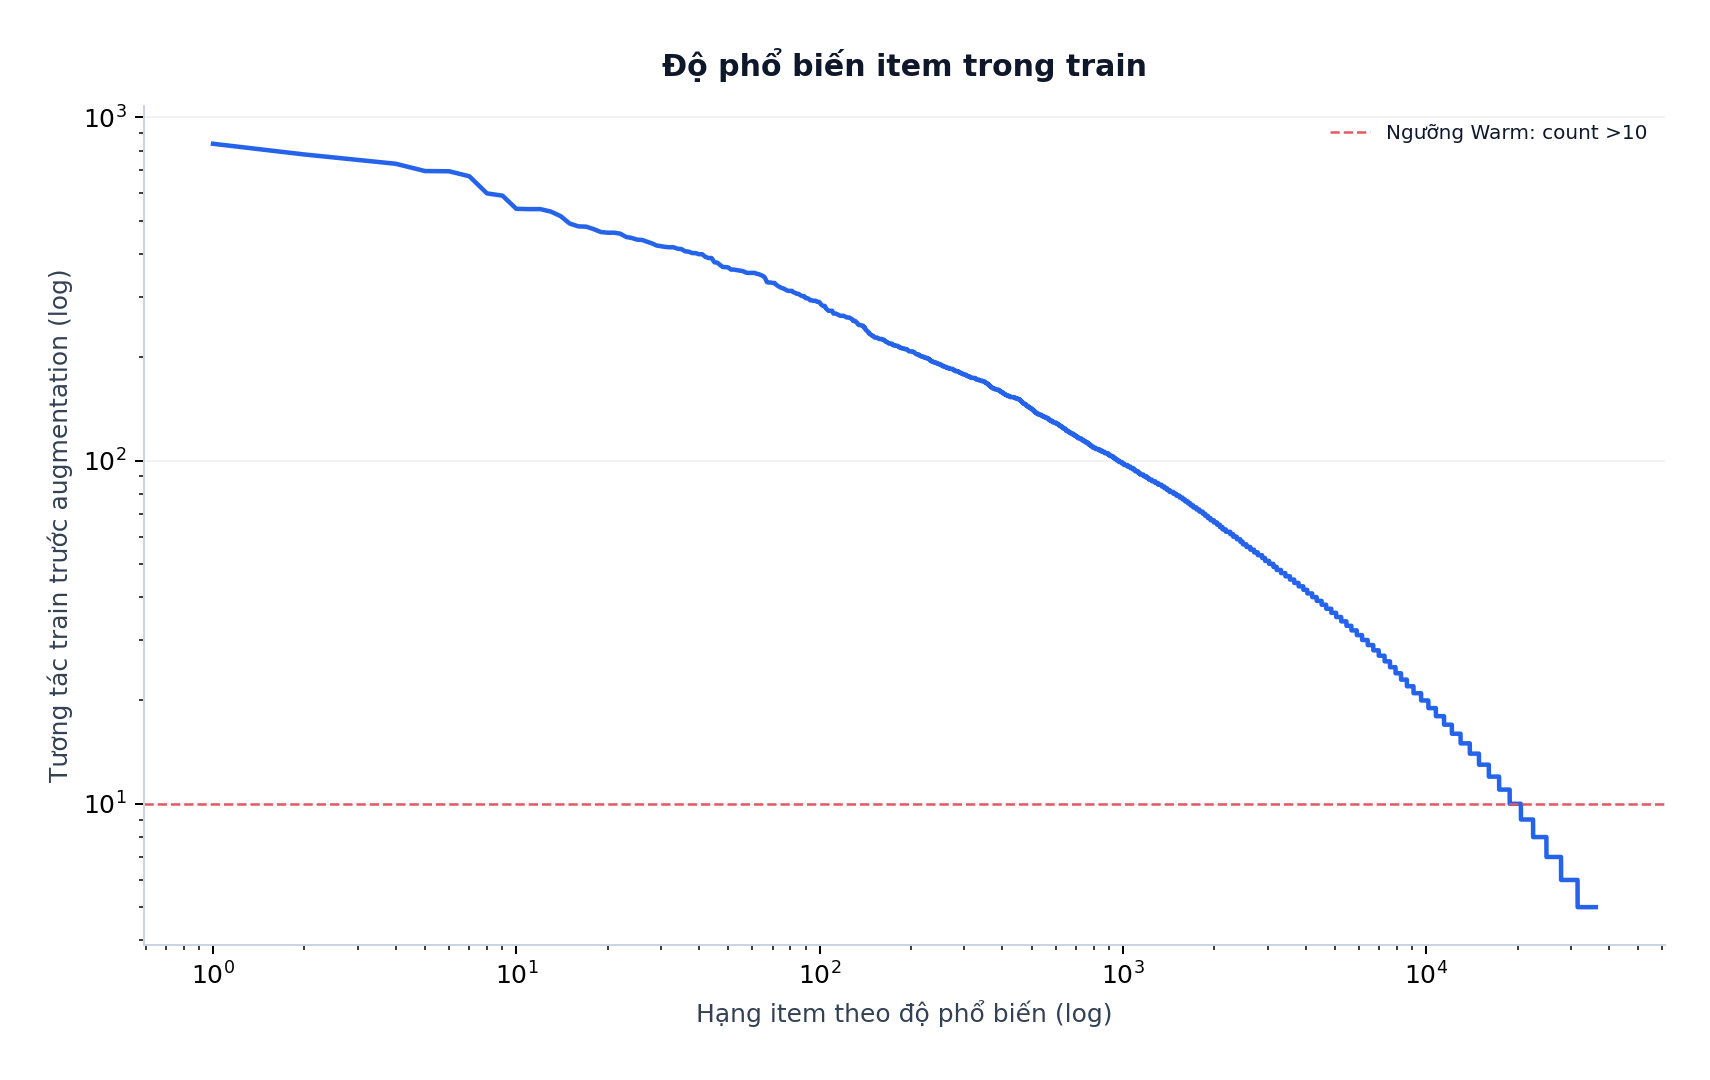 Độ phổ biến item trong train
Ngưỡng Warm: count >10
Tương tác train trước augmentation (log)
10³
10²
10¹
10⁰ 10¹ 10² 10³ 10⁴
Hạng item theo độ phổ biến (log)